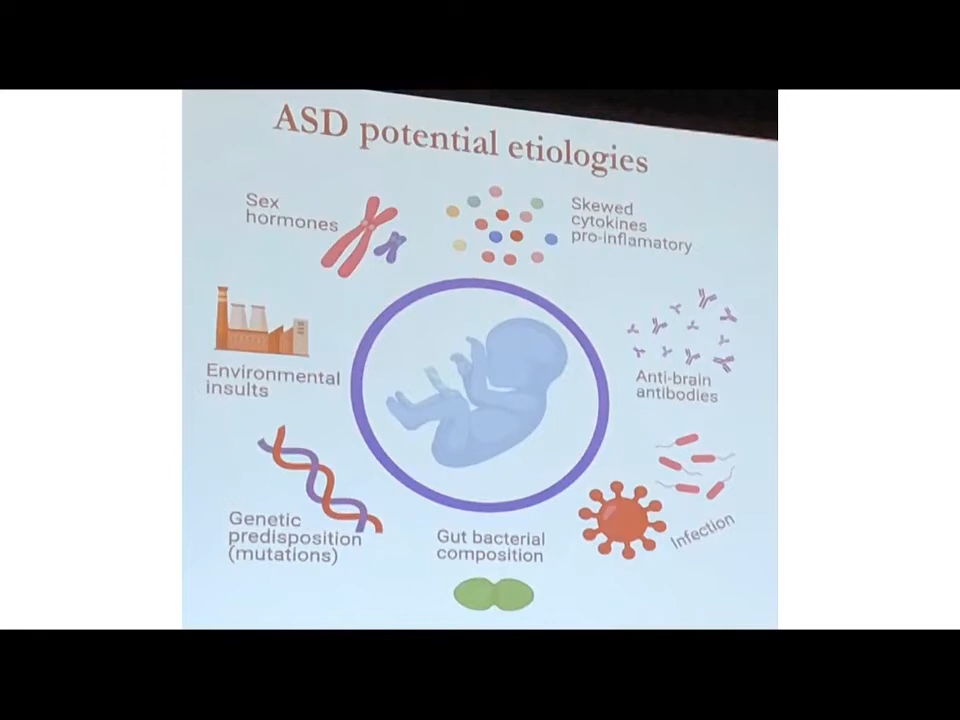 ASD potential etiologies
Sex
hormones
Skewed
cytokines
pro-inflamatory
Environmental
insults
Anti-brain
antibodies
Genetic
predisposition
(mutations)
Gut bacterial
composition
Infection